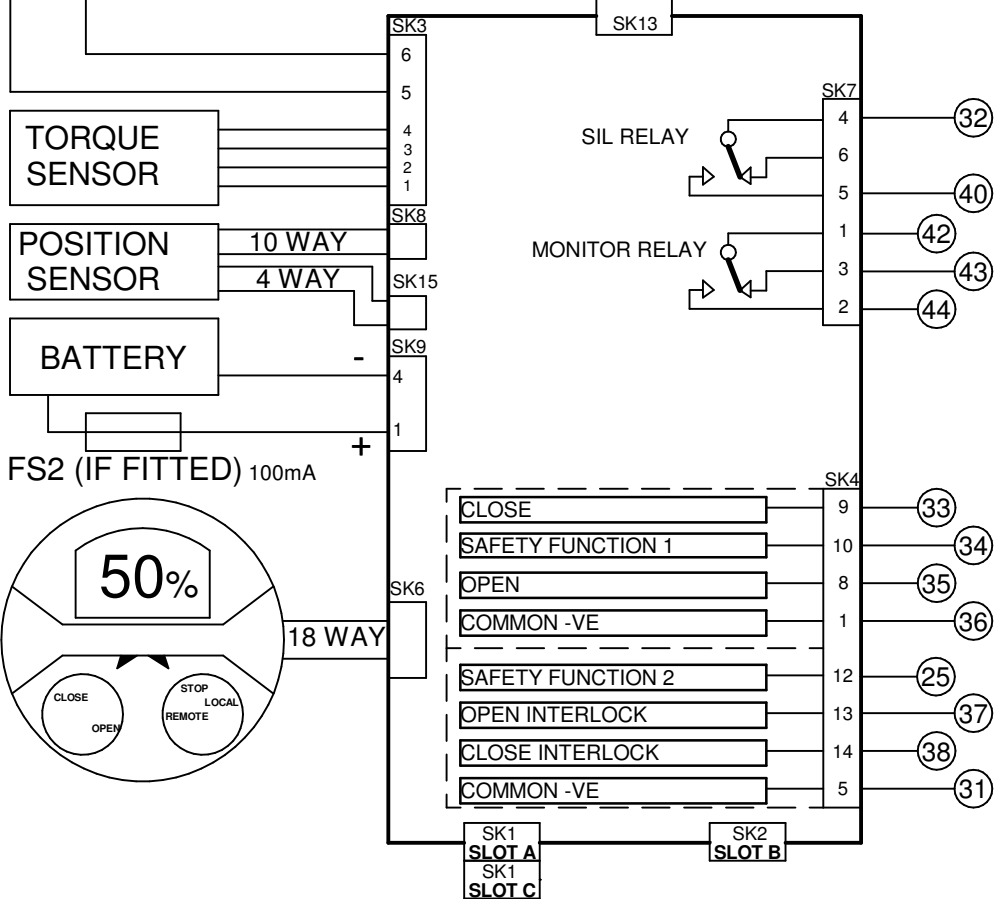 SK13
SK3
6
5
TORQUE
SENSOR
4
3
2
1
SK8
POSITION
SENSOR
10 WAY
4 WAY
SK15
SK9
BATTERY
-
4
1
+
FS2 (IF FITTED) 100mA
50%
SK6
18 WAY
CLOSE
OPEN
STOP
LOCAL
REMOTE
SK7
SIL RELAY
4
32
6
5
40
MONITOR RELAY
1
42
3
43
2
44
SK4
CLOSE
9
33
SAFETY FUNCTION 1
10
34
OPEN
8
35
COMMON -VE
1
36
SAFETY FUNCTION 2
12
25
OPEN INTERLOCK
13
37
CLOSE INTERLOCK
14
38
COMMON -VE
5
31
SK1
SLOT A
SK1
SLOT C
SK2
SLOT B